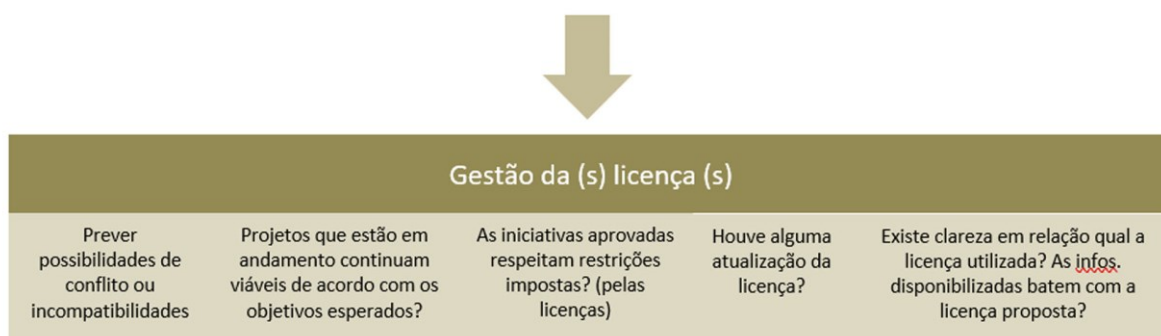 Gestão da (s) licença (s)
Prever
possibilidades de
conflito ou
incompatibilidades
Projetos que estão em
andamento continuam
viáveis de acordo com os
objetivos esperados?
As iniciativas aprovadas
respeitam restrições
impostas? (pelas
licenças)
Houve alguma
atualização da
licença?
Existe clareza em relação qual a
licença utilizada? As infos.
disponibilizadas batem com a
licença proposta?